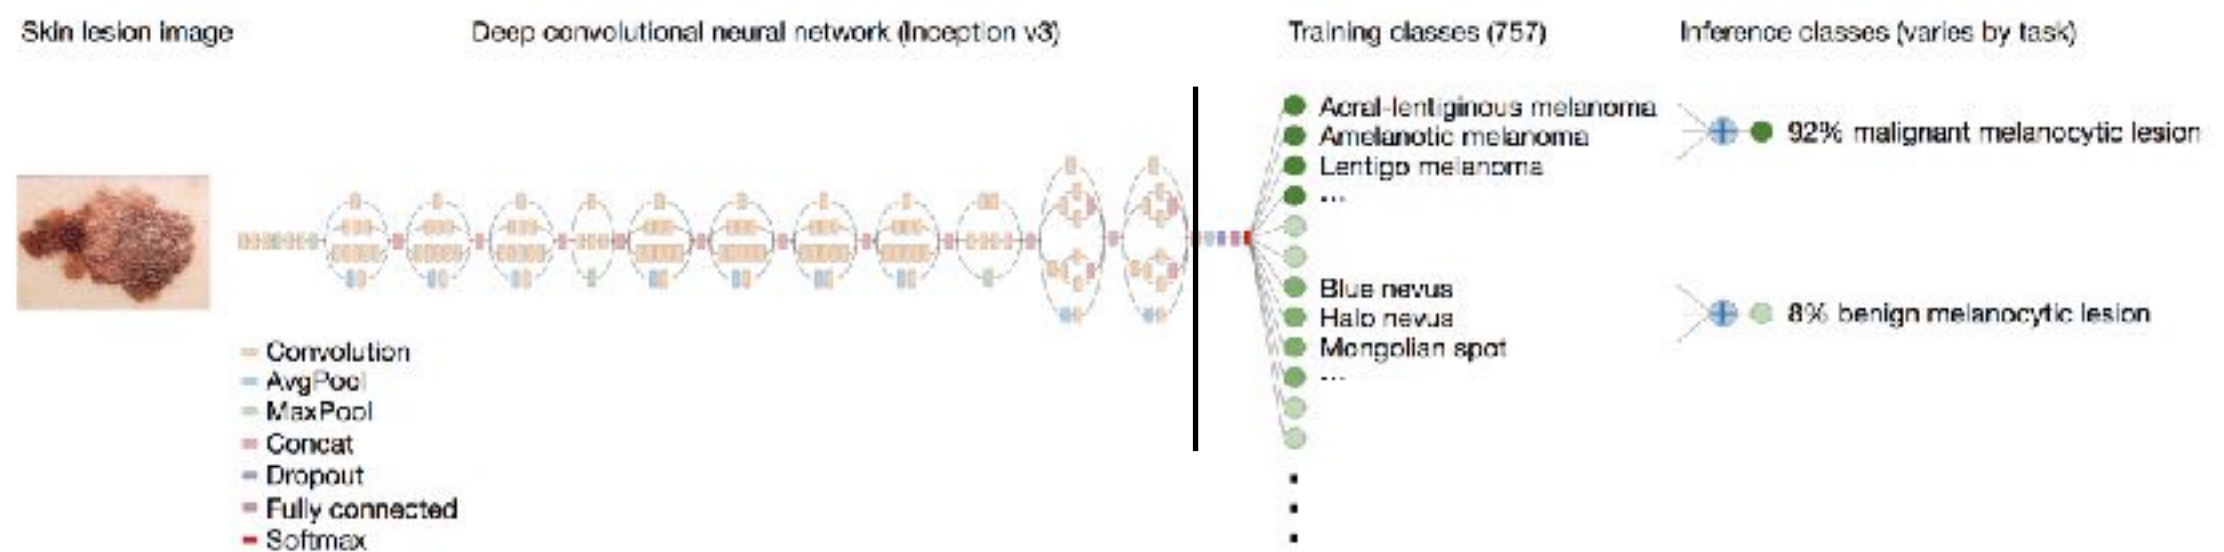 Skin lesion image
Deep convolutional neural network (Inception v3)
Training classes (757)
Inference classes (varies by task)
Acral-lentiginous melanoma
Amelanotic melanoma
Lentigo melanoma
...
Blue nevus
Halo nevus
Mongolian spot
...
92% malignant melanocytic lesion
8% benign melanocytic lesion
Convolution
AvgPool
MaxPool
Concat
Dropout
Fully connected
Softmax